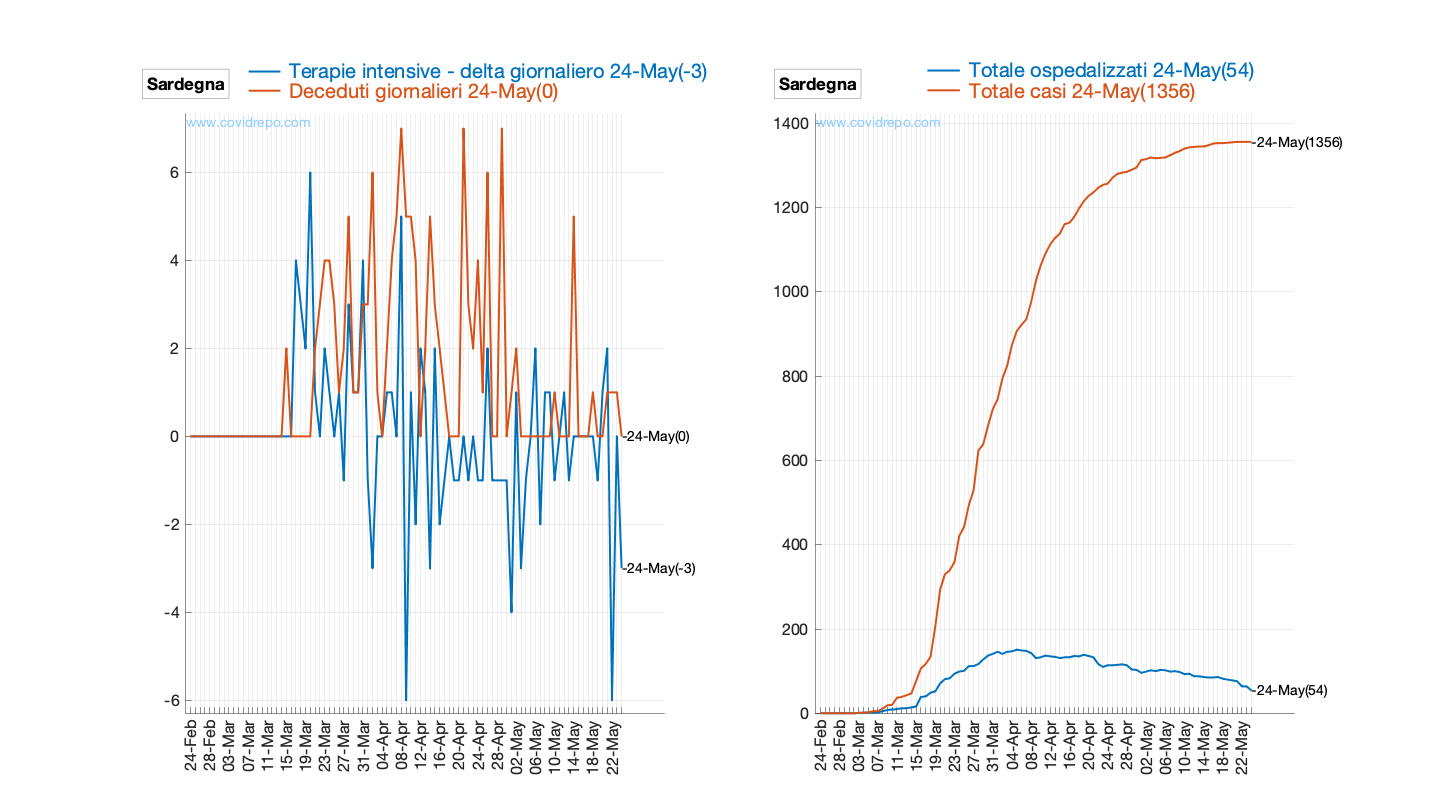 Sardegna
Terapie intensive - delta giornaliero 24-May(-3)
Deceduti giornalieri 24-May(0)
www.covidrepo.com
6
4
2
0
-2
-4
-6
-24-May(0)
-24-May(-3)
24-Feb
28-Feb
03-Mar
07-Mar
11-Mar
15-Mar
19-Mar
23-Mar
27-Mar
31-Mar
04-Apr
08-Apr
12-Apr
16-Apr
20-Apr
24-Apr
28-Apr
02-May
06-May
10-May
14-May
18-May
22-May
Sardegna
Totale ospedalizzati 24-May(54)
Totale casi 24-May(1356)
www.covidrepo.com
1400
1200
1000
800
600
400
200
0
-24-May(1356)
-24-May(54)
24-Feb
28-Feb
03-Mar
07-Mar
11-Mar
15-Mar
19-Mar
23-Mar
27-Mar
31-Mar
04-Apr
08-Apr
12-Apr
16-Apr
20-Apr
24-Apr
28-Apr
02-May
06-May
10-May
14-May
18-May
22-May